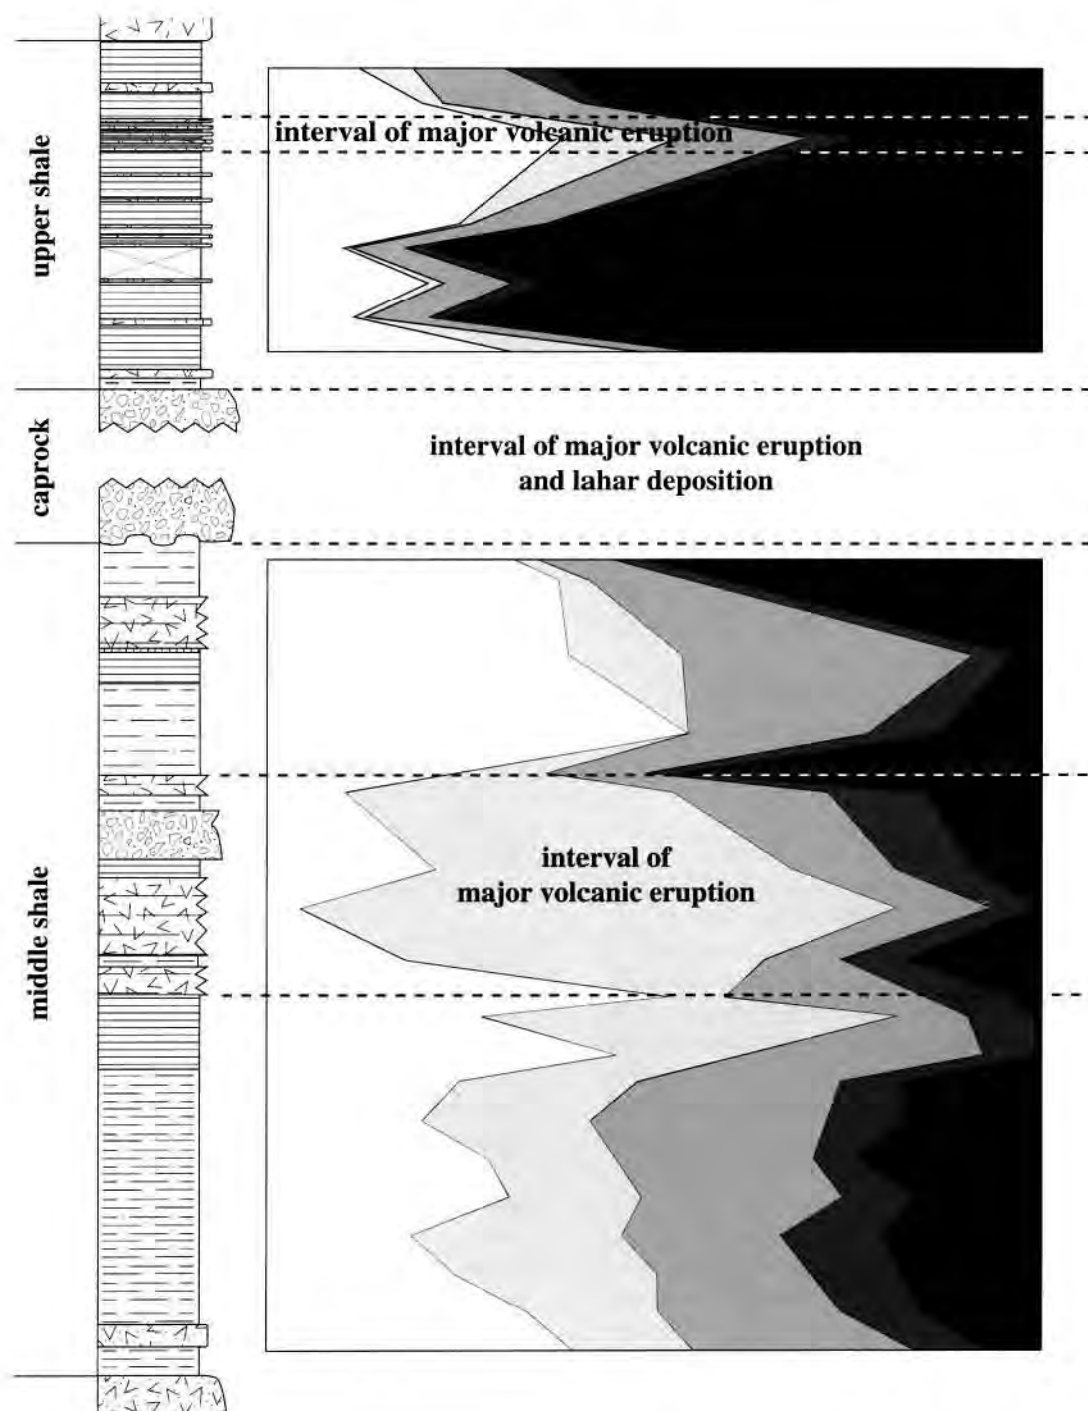 upper shale
interval of major volcanic eruption
caprock
interval of major volcanic eruption
and lahar deposition
middle shale
interval of
major volcanic eruption